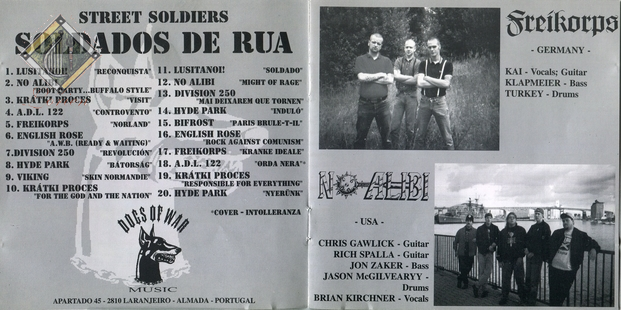 STREET SOLDIERS
SOLDADOS DE RUA
1. LUSITANOI! "RECONQUISTA"
2. NO ALIBI
"BOOT PARTY...BUFFALO STYLE"
3. KRÁTKI PROCES "VISIT"
4. A.D.L. 122 "CONTROVENTO"
5. FREIKORPS "NORLAND"
6. ENGLISH ROSE
"A.W.B. (READY & WAITING)"
7.DIVISION 250 "REVOLUCIÓN"
8. HYDE PARK "BÁTORSÁG"
9. VIKING "SKIN NORMANDIE"
10. KRÁTKI PROCES
"FOR THE GOD AND THE NATION"
11. LUSITANOI! "SOLDADO"
12. NO ALIBI "MIGHT OF RAGE"
13. DIVISION 250
"MAI DEIXAREM QUE TORNEN"
14. HYDE PARK "INDULÓ"
15. BIFROST "PARIS BRULE-T-IL"
16. ENGLISH ROSE
"ROCK AGAINST COMUNISM"
17. FREIKORPS "KRANKE IDEALE"
18. A.D.L. 122 "ORDA NERA"*
19. KRÁTKI PROCES
"RESPONSIBLE FOR EVERYTHING"
20. HYDE PARK "NYERÜNK"
*COVER - INTOLLERANZA
DOGS OF WAR
MUSIC
APARTADO 45 - 2810 LARANJEIRO - ALMADA - PORTUGAL
Freikorps
- GERMANY -
KAI - Vocals; Guitar
KLAPMEIER - Bass
TURKEY - Drums
NO-ALIBI
- USA -
CHRIS GAWLICK - Guitar
RICH SPALLA - Guitar
JON ZAKER - Bass
JASON McGILVEARYY -
Drums
BRIAN KIRCHNER - Vocals